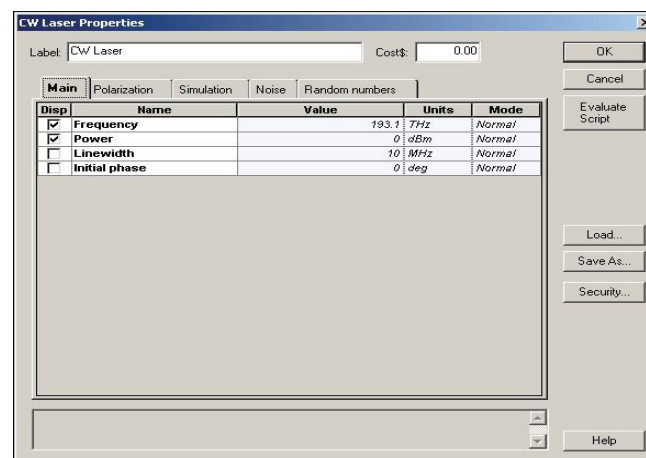 CW Laser Properties
Label: CW Laser Cost$: 0.00 OK
Cancel
Main Polarization Simulation Noise Random numbers
Disp Name Value Units Mode Evaluate Script
Frequency 193.1 THz Normal
Power 0 dBm Normal
Linewidth 10 MHz Normal
Initial phase 0 deg Normal
Load...
Save As...
Security...
Help